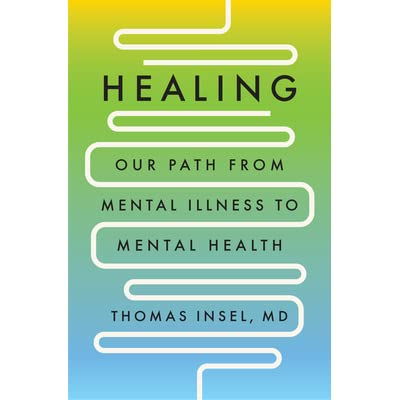 HEALING
OUR PATH FROM
MENTAL ILLNESS TO
MENTAL HEALTH
THOMAS INSEL, MD